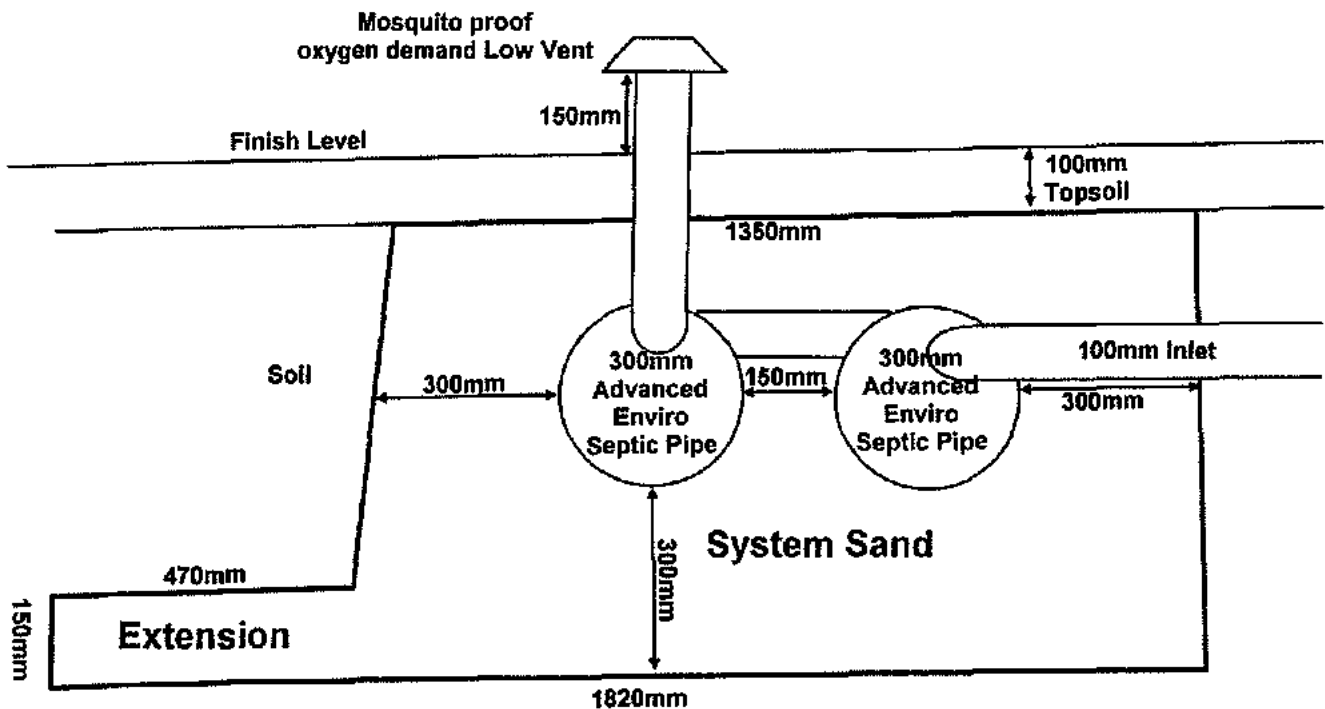 Mosquito proof
oxygen demand Low Vent
150mm
Finish Level
100mm
Topsoil
1350mm
Soil
300mm
300mm
Advanced
Enviro
Septic Pipe
150mm
300mm
Advanced
Enviro
Septic Pipe
100mm Inlet
300mm
300mm
System Sand
470mm
150mm
Extension
1820mm